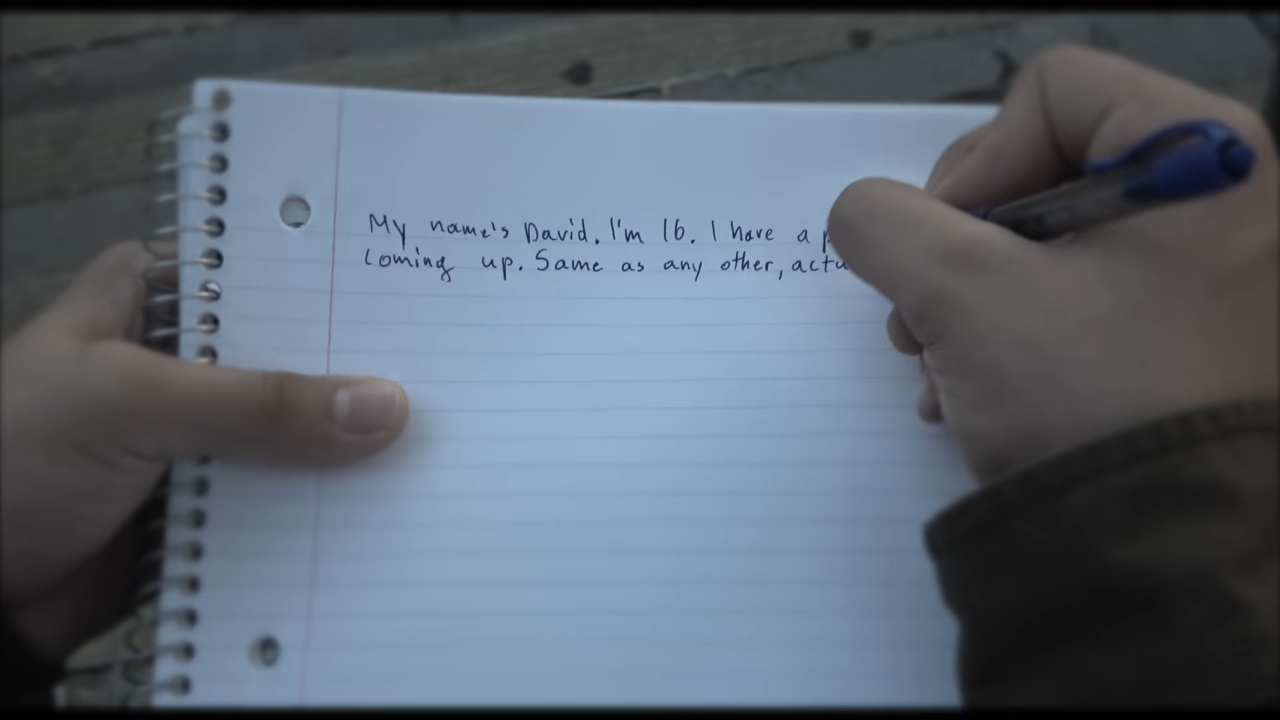 My name's David. I'm 16. I have a
coming up. Same as any other,